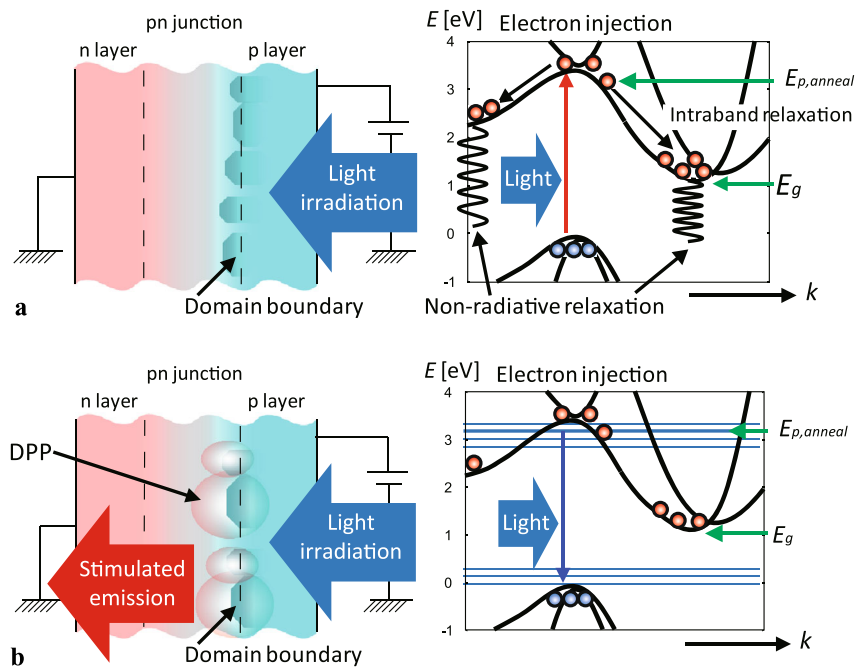 pn junction
n layer
p layer
Light
irradiation
Domain boundary
a
E [eV]
Electron injection
4
3
2
1
0
-1
E_p,anneal
Intraband relaxation
Light
E_g
Non-radiative relaxation
k
pn junction
n layer
p layer
DPP
Light
irradiation
Stimulated
emission
Domain boundary
b
E [eV]
Electron injection
4
3
2
1
0
-1
E_p,anneal
Light
E_g
k